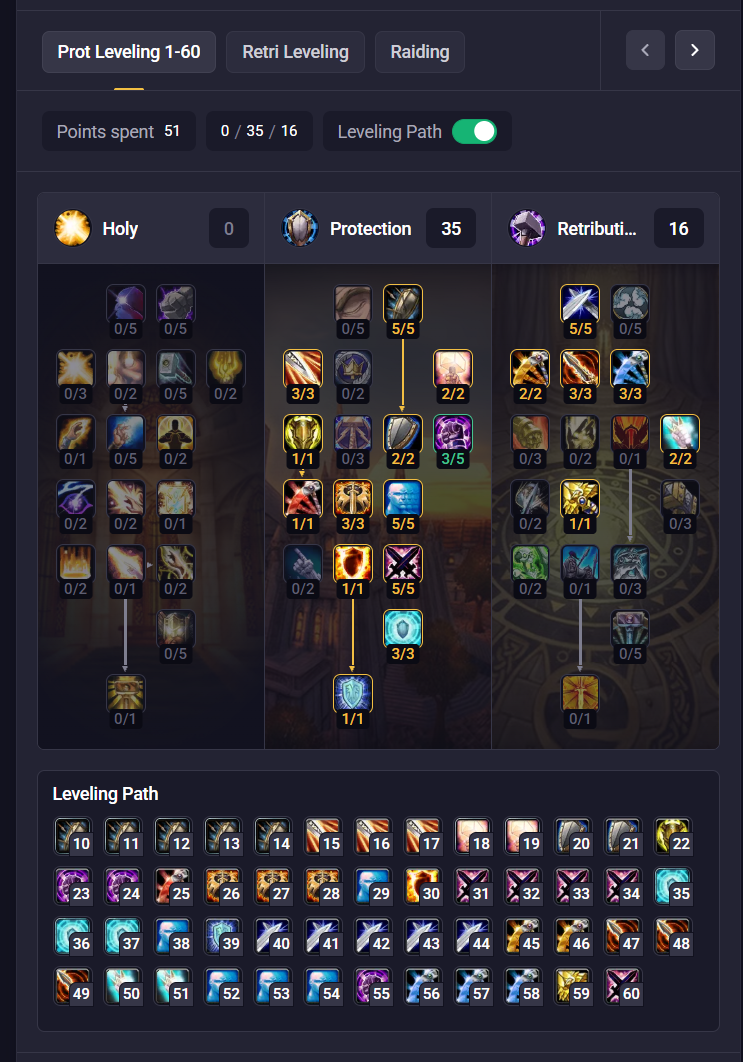 Prot Leveling 1-60 Retri Leveling Raiding
Points spent 51 0 / 35 / 16 Leveling Path
Holy 0 Protection 35 Retributi... 16
0/5 0/5 0/5 5/5 5/5 0/5
0/3 0/2 0/5 0/2 3/3 0/2 2/2 2/2 3/3 3/3
0/1 0/5 0/2 1/1 0/3 2/2 3/5 0/3 0/2 0/1 2/2
0/2 0/2 0/1 1/1 3/3 5/5 0/2 1/1 0/3
0/2 0/1 0/2 0/2 1/1 5/5 0/2 0/1 0/3
0/5 3/3 0/5
0/1 1/1 0/1
Leveling Path
10 11 12 13 14 15 16 17 18 19 20 21 22
23 24 25 26 27 28 29 30 31 32 33 34 35
36 37 38 39 40 41 42 43 44 45 46 47 48
49 50 51 52 53 54 55 56 57 58 59 60